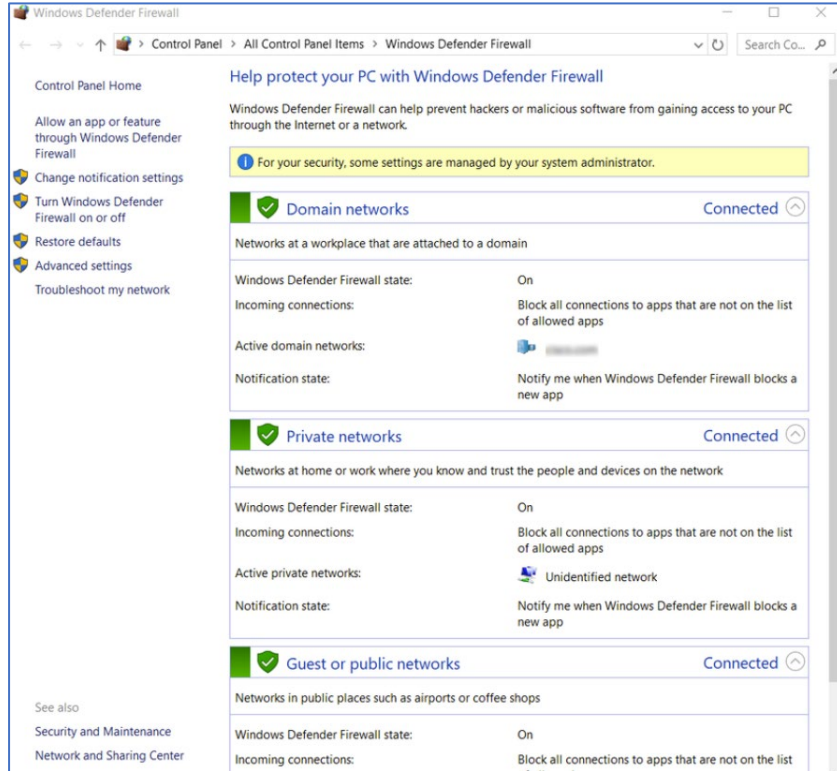 Windows Defender Firewall
Control Panel > All Control Panel Items > Windows Defender Firewall
Search Co...
Control Panel Home
Allow an app or feature
through Windows Defender
Firewall
Change notification settings
Turn Windows Defender
Firewall on or off
Restore defaults
Advanced settings
Troubleshoot my network
See also
Security and Maintenance
Network and Sharing Center
Help protect your PC with Windows Defender Firewall
Windows Defender Firewall can help prevent hackers or malicious software from gaining access to your PC
through the Internet or a network.
For your security, some settings are managed by your system administrator.
Domain networks Connected
Networks at a workplace that are attached to a domain
Windows Defender Firewall state: On
Incoming connections: Block all connections to apps that are not on the list
of allowed apps
Active domain networks:
Notification state: Notify me when Windows Defender Firewall blocks a
new app
Private networks Connected
Networks at home or work where you know and trust the people and devices on the network
Windows Defender Firewall state: On
Incoming connections: Block all connections to apps that are not on the list
of allowed apps
Active private networks: Unidentified network
Notification state: Notify me when Windows Defender Firewall blocks a
new app
Guest or public networks Connected
Networks in public places such as airports or coffee shops
Windows Defender Firewall state: On
Incoming connections: Block all connections to apps that are not on the list